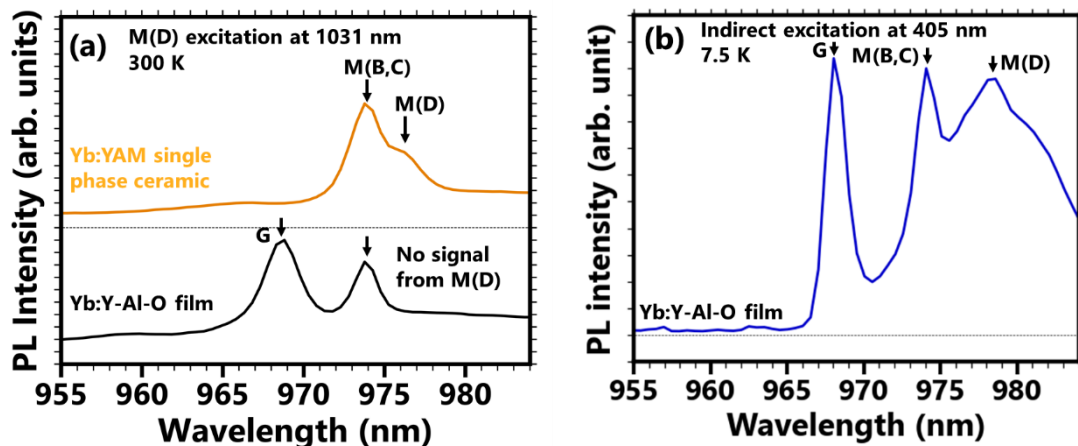 (a)
M(D) excitation at 1031 nm
300 K
M(B,C)
M(D)
Yb:YAM single
phase ceramic
G
No signal
from M(D)
Yb:Y-Al-O film
PL Intensity (arb. units)
955 960 965 970 975 980
Wavelength (nm)
(b)
Indirect excitation at 405 nm
7.5 K
G
M(B,C)
M(D)
Yb:Y-Al-O film
PL intensity (arb. unit)
955 960 965 970 975 980
Wavelength (nm)